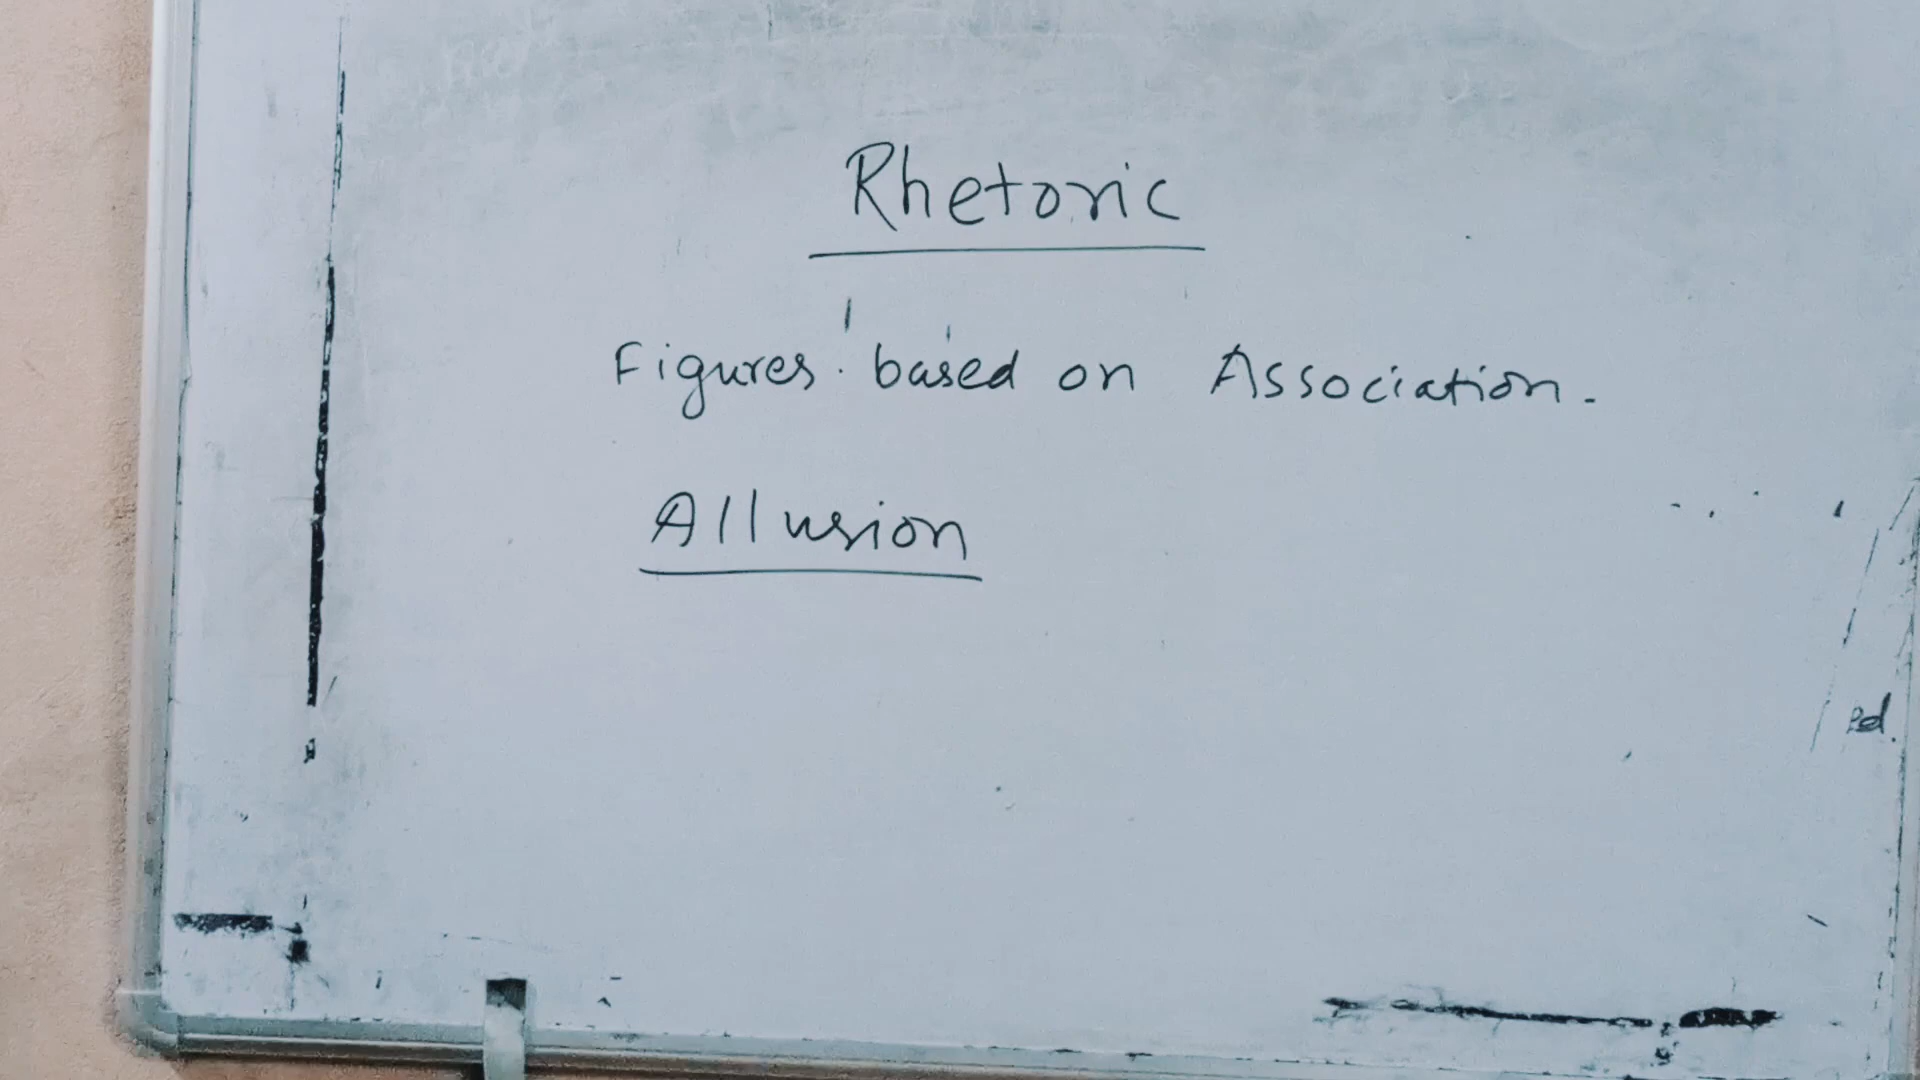 Rhetoric
Figures based on Association.
Allusion